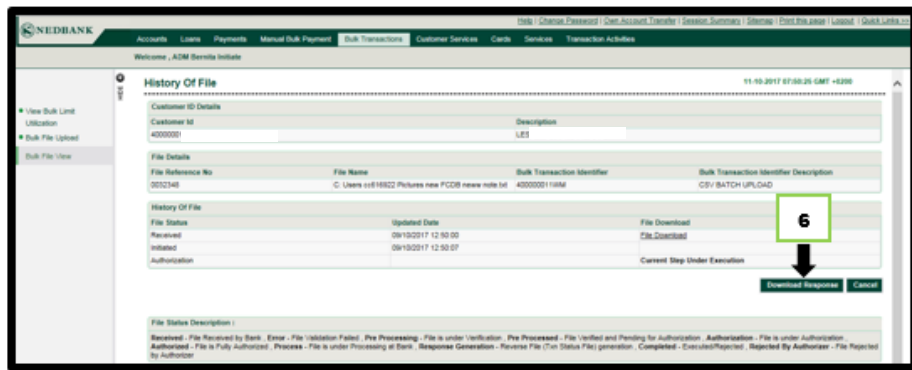 Help | Change Password | Own Account Transfer | Session Summary | Sitemap | Print this page | Logout | Quick Links >>
NEDBANK
Accounts Loans Payments Manual Bulk Payment Bulk Transactions Customer Services Cards Services Transaction Activities
Welcome , ADM Bernita Initiate
HIDE
History Of File 11-10-2017 07:50:25 GMT +0200
View Bulk Limit Utilization
Bulk File Upload
Bulk File View
Customer ID Details
Customer Id Description
4000000 LES
File Details
File Reference No File Name Bulk Transaction Identifier Bulk Transaction Identifier Description
0032348 C: Users cc616922 Pictures new FCDB neww note.txt 400000011WM CSV BATCH UPLOAD
History Of File
File Status Updated Date File Download
Received 09/10/2017 12:50:00 File Download
Initiated 09/10/2017 12:50:07
Authorization Current Step Under Execution
6
Download Response Cancel
File Status Description :
Received - File Received by Bank , Error - File Validation Failed , Pre Processing - File is under Verification , Pre Processed - File Verified and Pending for Authorization , Authorization - File is under Authorization ,
Authorized - File is Fully Authorized , Process - File is under Processing at Bank , Response Generation - Reverse File (Txn Status File) generation , Completed - Executed/Rejected , Rejected By Authorizer - File Rejected
by Authorizer